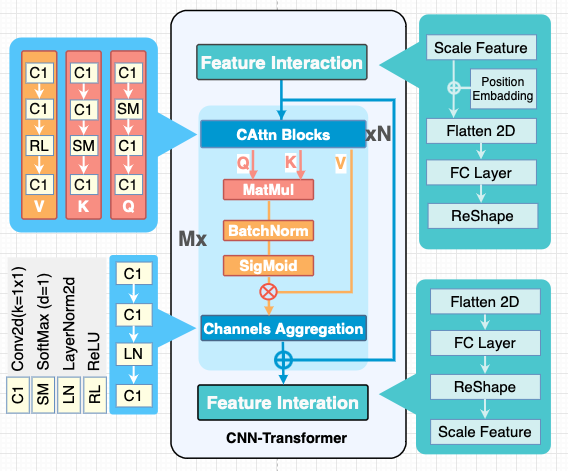 C1
C1
RL
C1
V
C1
C1
SM
C1
K
C1
SM
C1
C1
Q
Conv2d(k=1x1)
SoftMax (d=1)
LayerNorm2d
ReLU
C1
SM
LN
RL
C1
C1
LN
C1
Feature Interaction
CAttn Blocks
xN
Q
K
V
MatMul
BatchNorm
Mx
SigMoid
Channels Aggregation
Feature Interation
CNN-Transformer
Scale Feature
Position
Embedding
Flatten 2D
FC Layer
ReShape
Flatten 2D
FC Layer
ReShape
Scale Feature